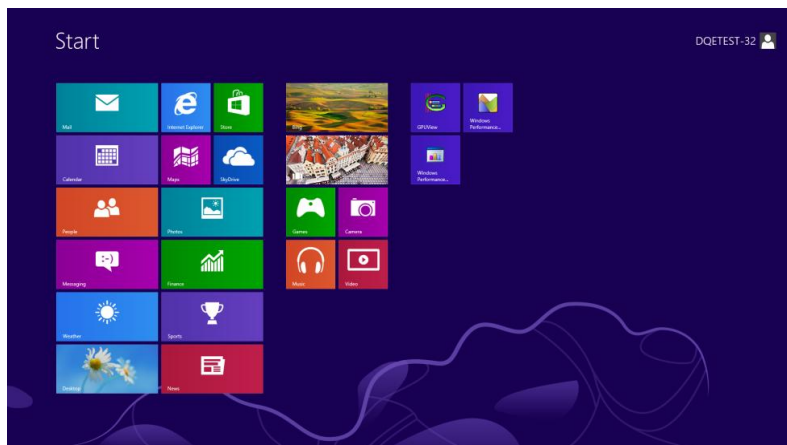 Start
DQETEST-32
Mail
Internet Explorer
Store
Bing
GPUView
Windows
Performance...
Calendar
Maps
SkyDrive
Windows
Performance...
People
Photos
Games
Camera
Messaging
:-)
Finance
Music
Video
Weather
Sports
Desktop
News